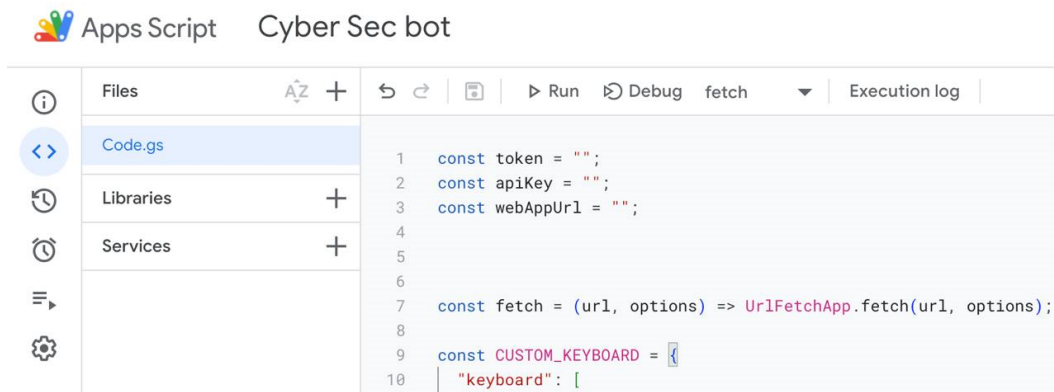 Apps Script Cyber Sec bot
Files
Run Debug fetch Execution log
Code.gs
Libraries
Services
1 const token = "";
2 const apiKey = "";
3 const webAppUrl = "";
4
5
6
7 const fetch = (url, options) => UrlFetchApp.fetch(url, options);
8
9 const CUSTOM_KEYBOARD = {
10 "keyboard": [